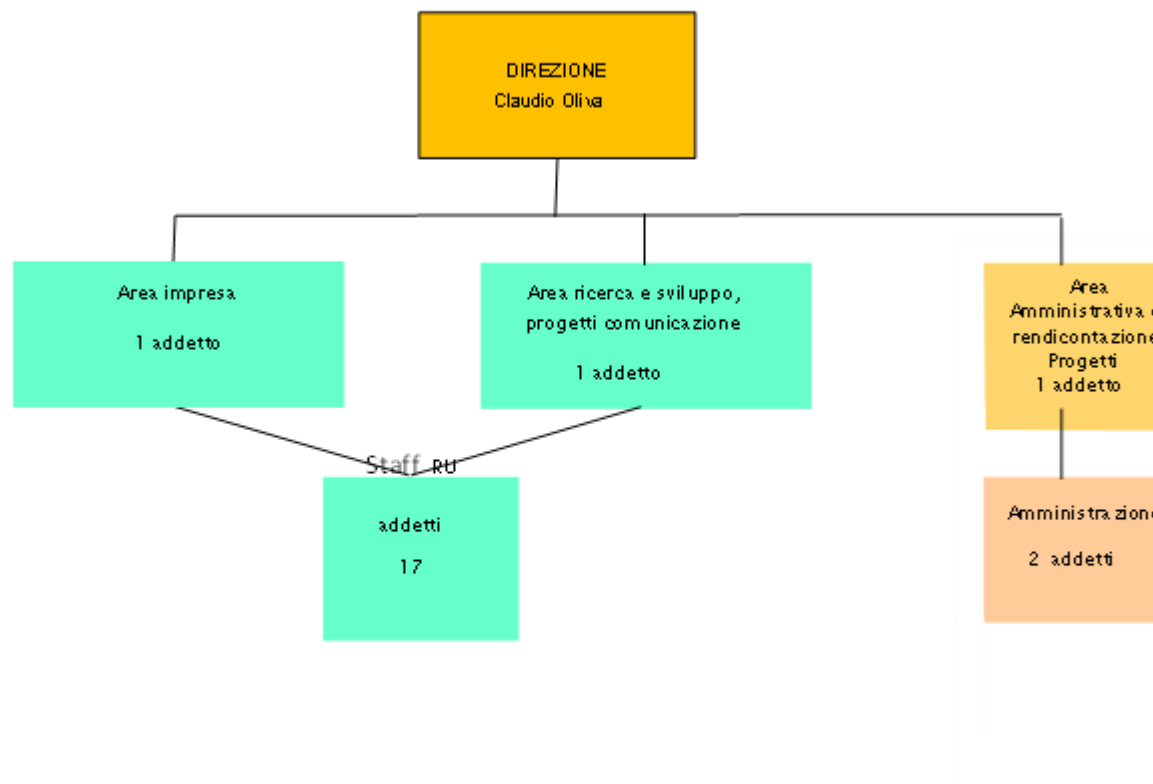 DIREZIONE
Claudio Oliva
Area impresa
1 addetto
Area ricerca e sviluppo,
progetti comunicazione
1 addetto
Area
Amministrativa e
rendicontazione
Progetti
1 addetto
Staff RU
addetti
17
Amministrazione
2 addetti